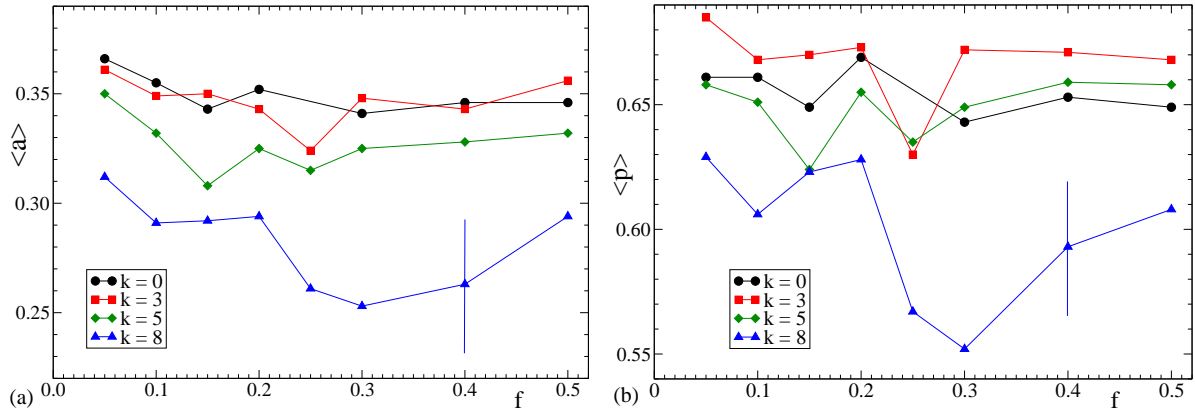 <a>
0.35
0.30
0.25
k = 0
k = 3
k = 5
k = 8
(a)
0.0 0.1 0.2 0.3 0.4 0.5
f
<p>
0.65
0.60
0.55
k = 0
k = 3
k = 5
k = 8
(b)
0 0.1 0.2 0.3 0.4 0.5
f